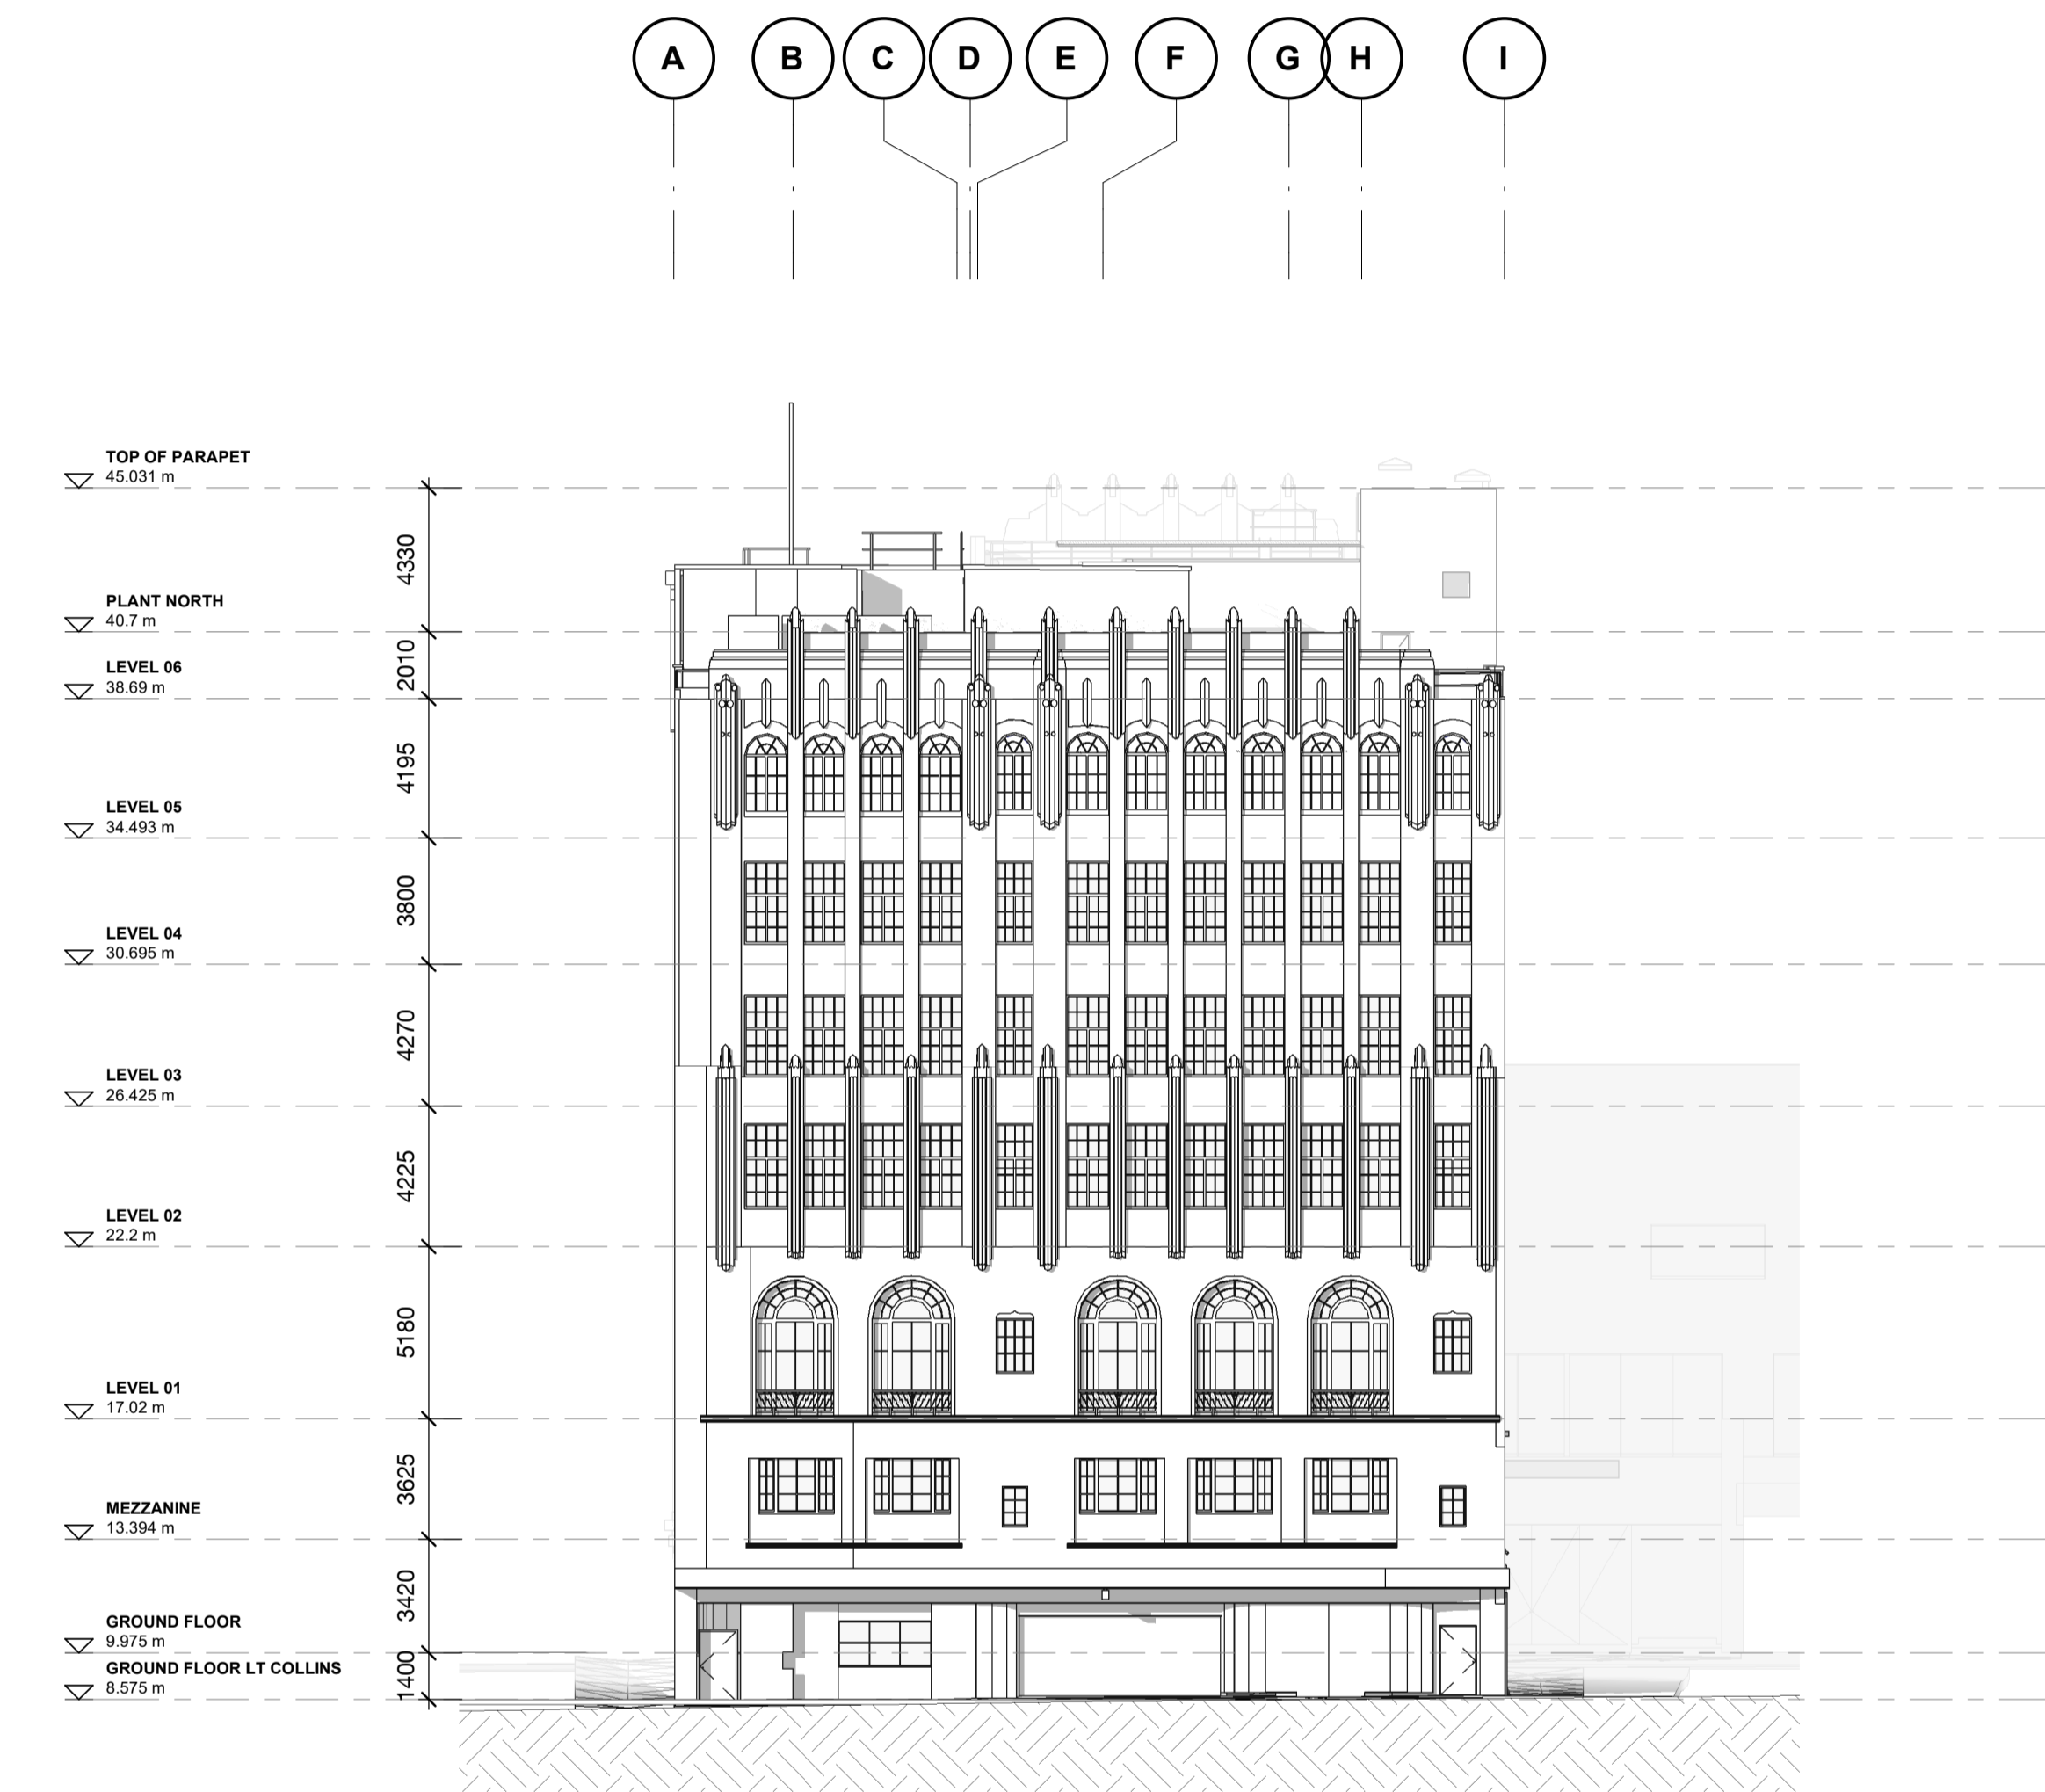 A B C D E F G H I
TOP OF PARAPET
45.031 m
4330
PLANT NORTH
40.7 m
2010
LEVEL 06
38.69 m
4195
LEVEL 05
34.493 m
3800
LEVEL 04
30.695 m
4270
LEVEL 03
26.425 m
4225
LEVEL 02
22.2 m
5180
LEVEL 01
17.02 m
3625
MEZZANINE
13.394 m
3420
GROUND FLOOR
9.975 m
1400
GROUND FLOOR LT COLLINS
8.575 m